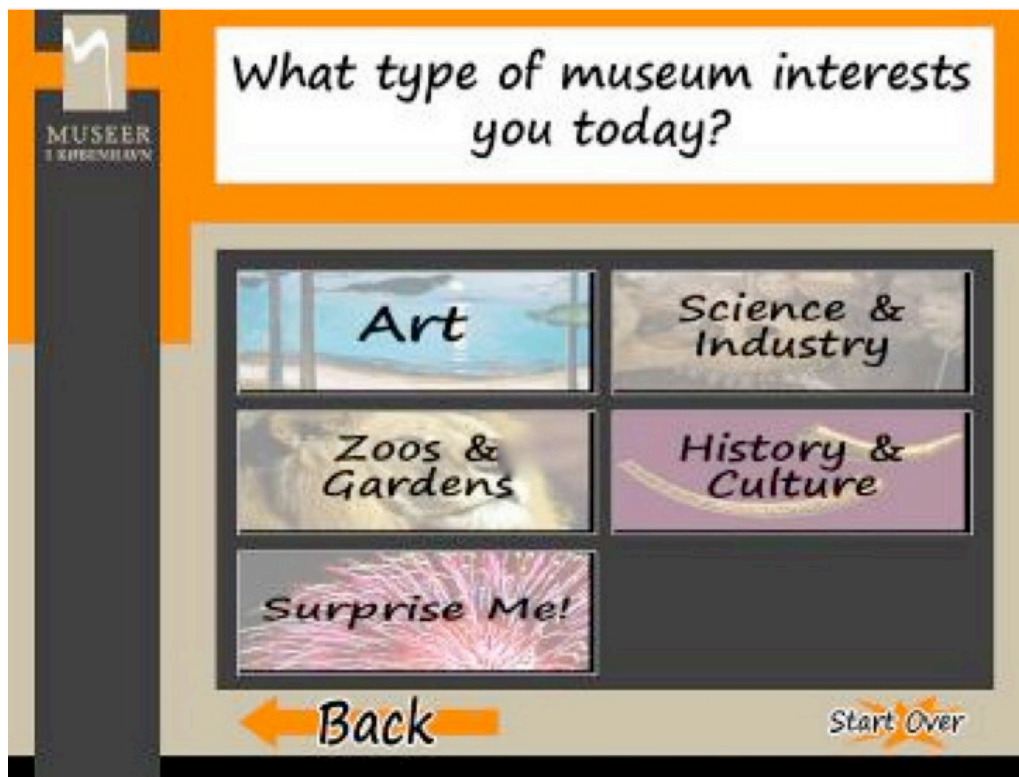 MUSEER
I KØBENHAVN
What type of museum interests
you today?
Art
Science &
Industry
Zoos &
Gardens
History &
Culture
Surprise Me!
Back
Start Over